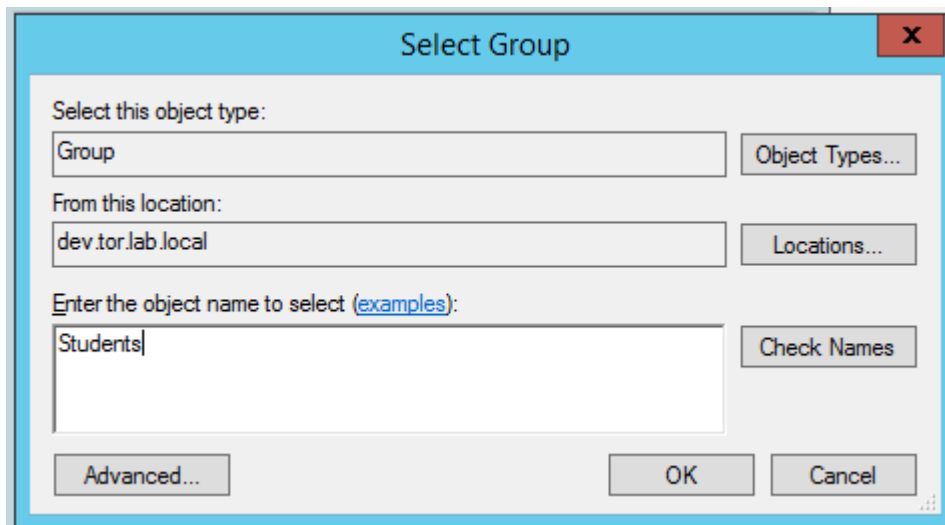 Select Group
x
Select this object type:
Group
Object Types...
From this location:
dev.tor.lab.local
Locations...
Enter the object name to select (examples):
Students
Check Names
Advanced...
OK
Cancel